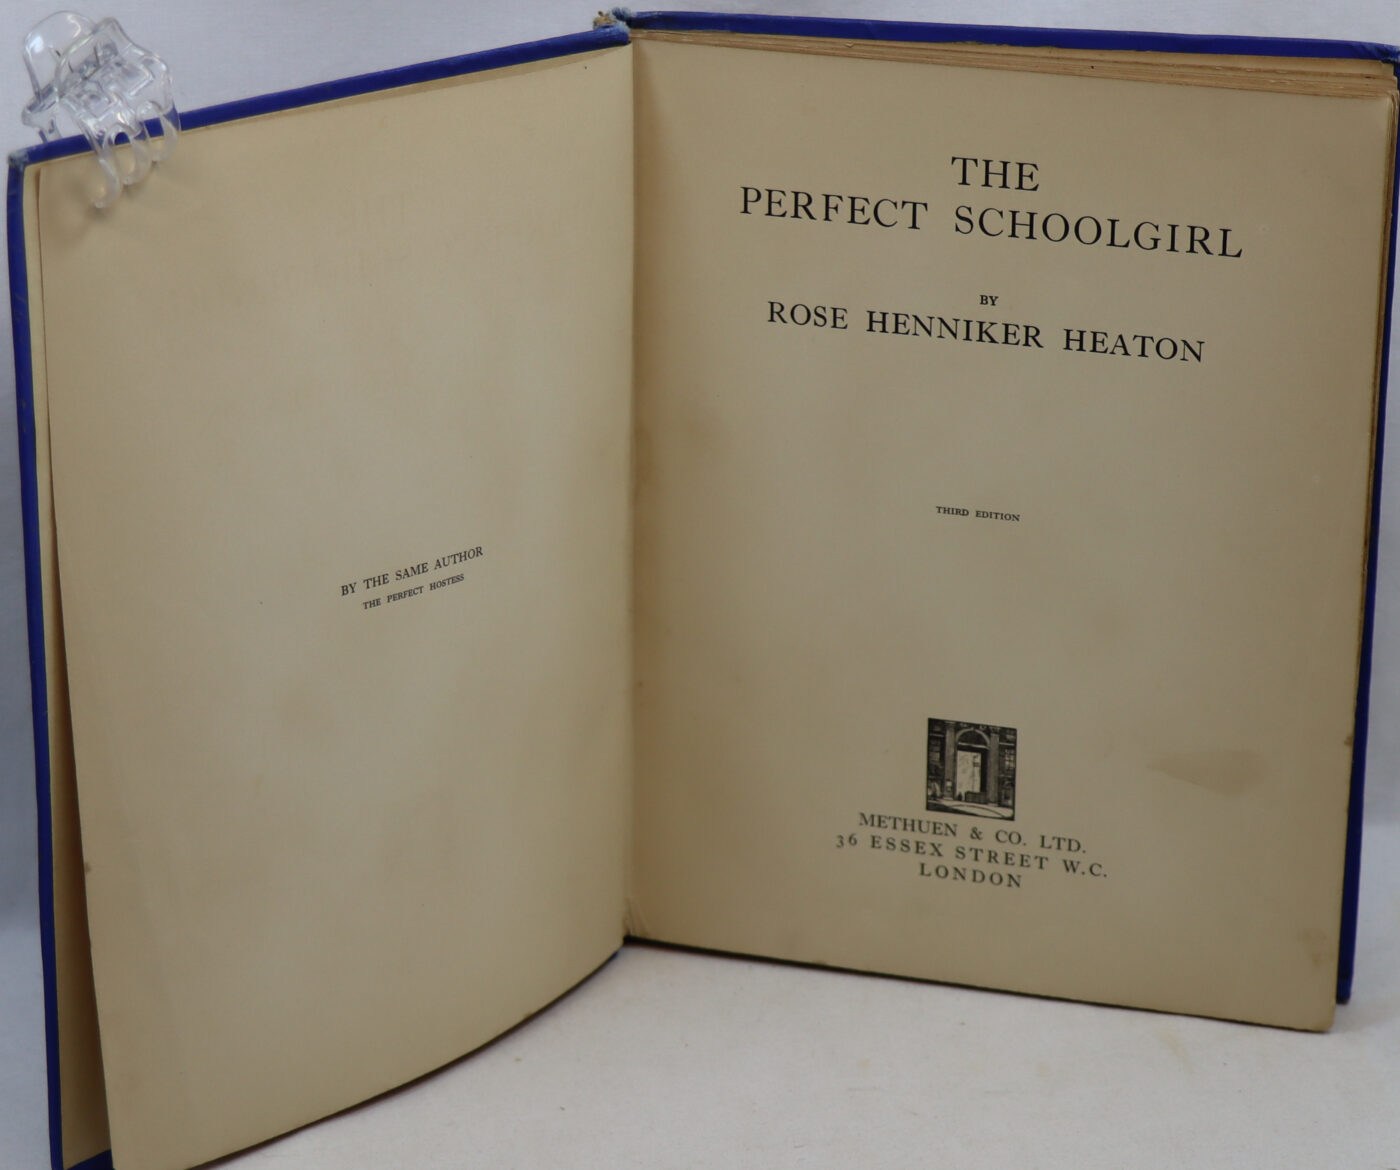 BY THE SAME AUTHOR
THE PERFECT HOSTESS
THE
PERFECT SCHOOLGIRL
BY
ROSE HENNIKER HEATON
THIRD EDITION
METHUEN & CO. LTD.
36 ESSEX STREET W.C.
LONDON